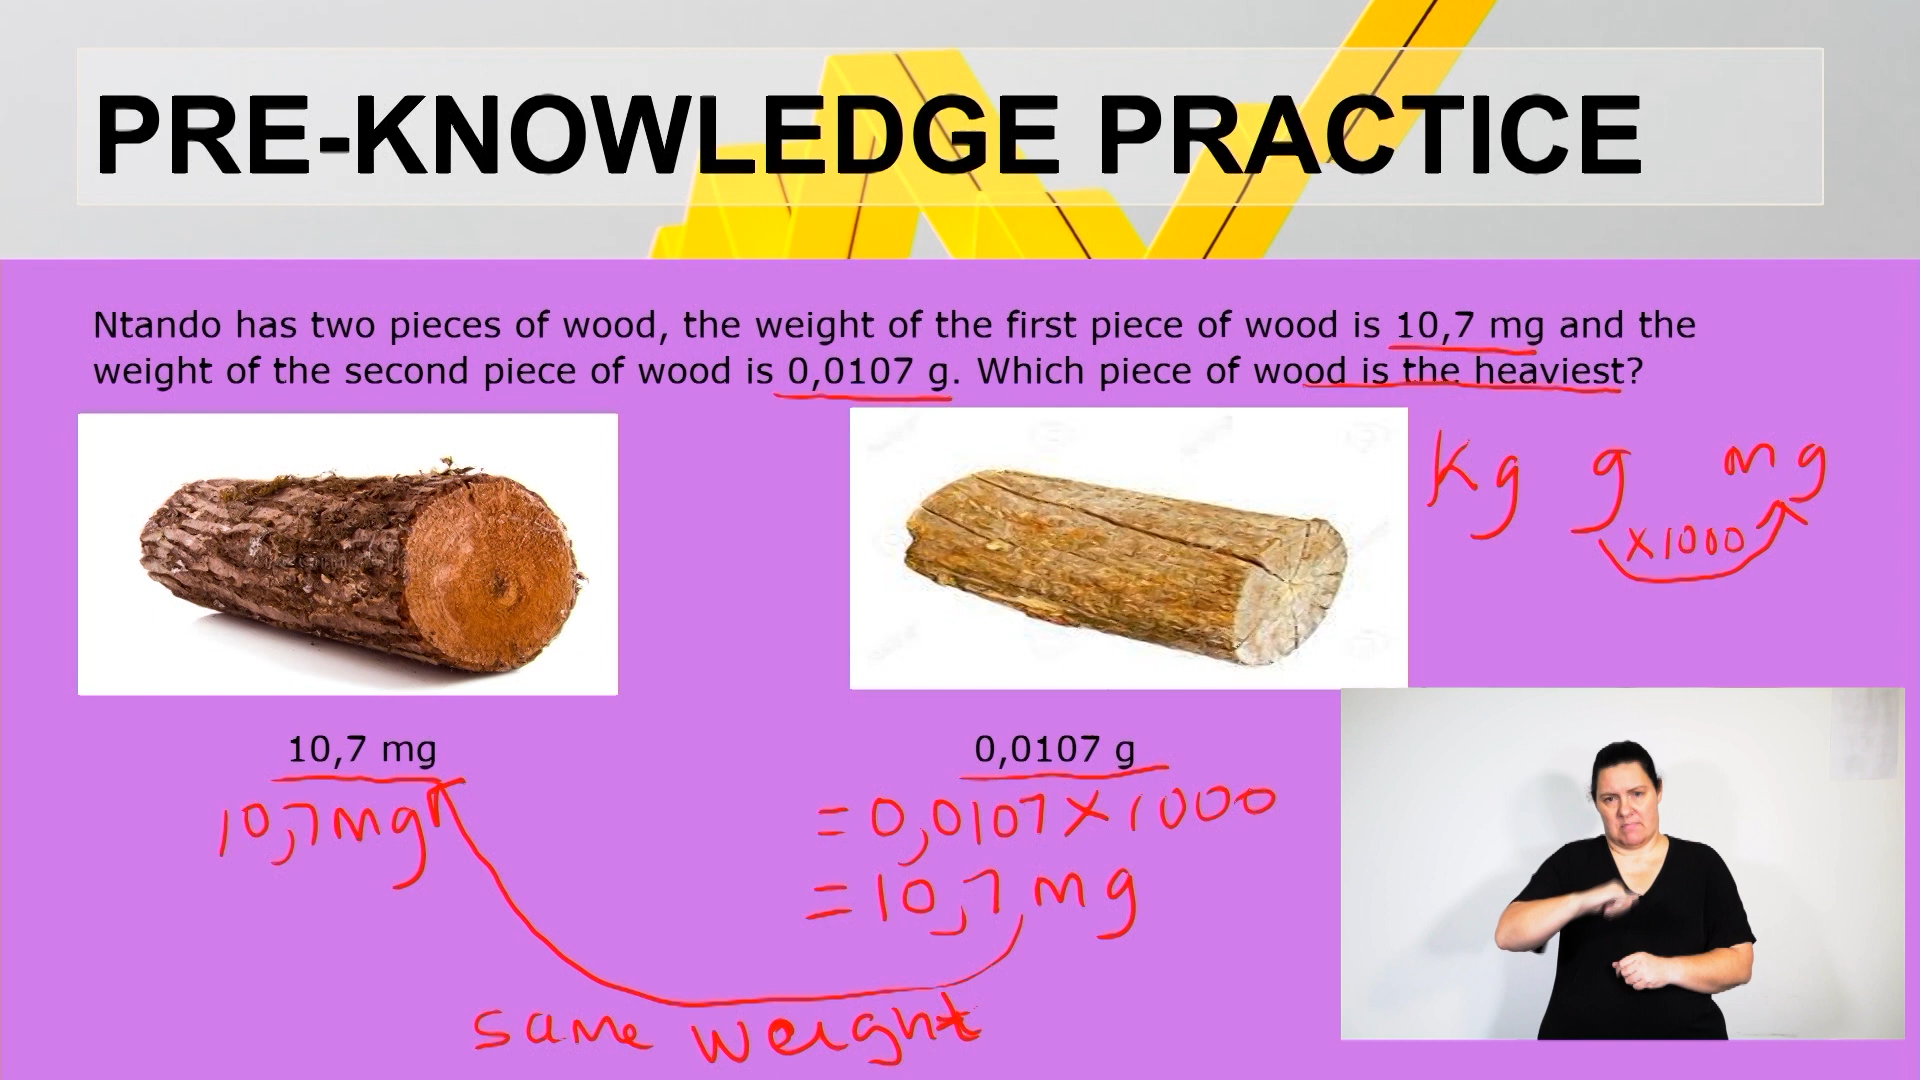 PRE-KNOWLEDGE PRACTICE
Ntando has two pieces of wood, the weight of the first piece of wood is 10,7 mg and the
weight of the second piece of wood is 0,0107 g. Which piece of wood is the heaviest?
Kg g mg
x1000
10,7 mg
0,0107 g
10,7mg
= 0,0107 x 1000
= 10,7 mg
same weight